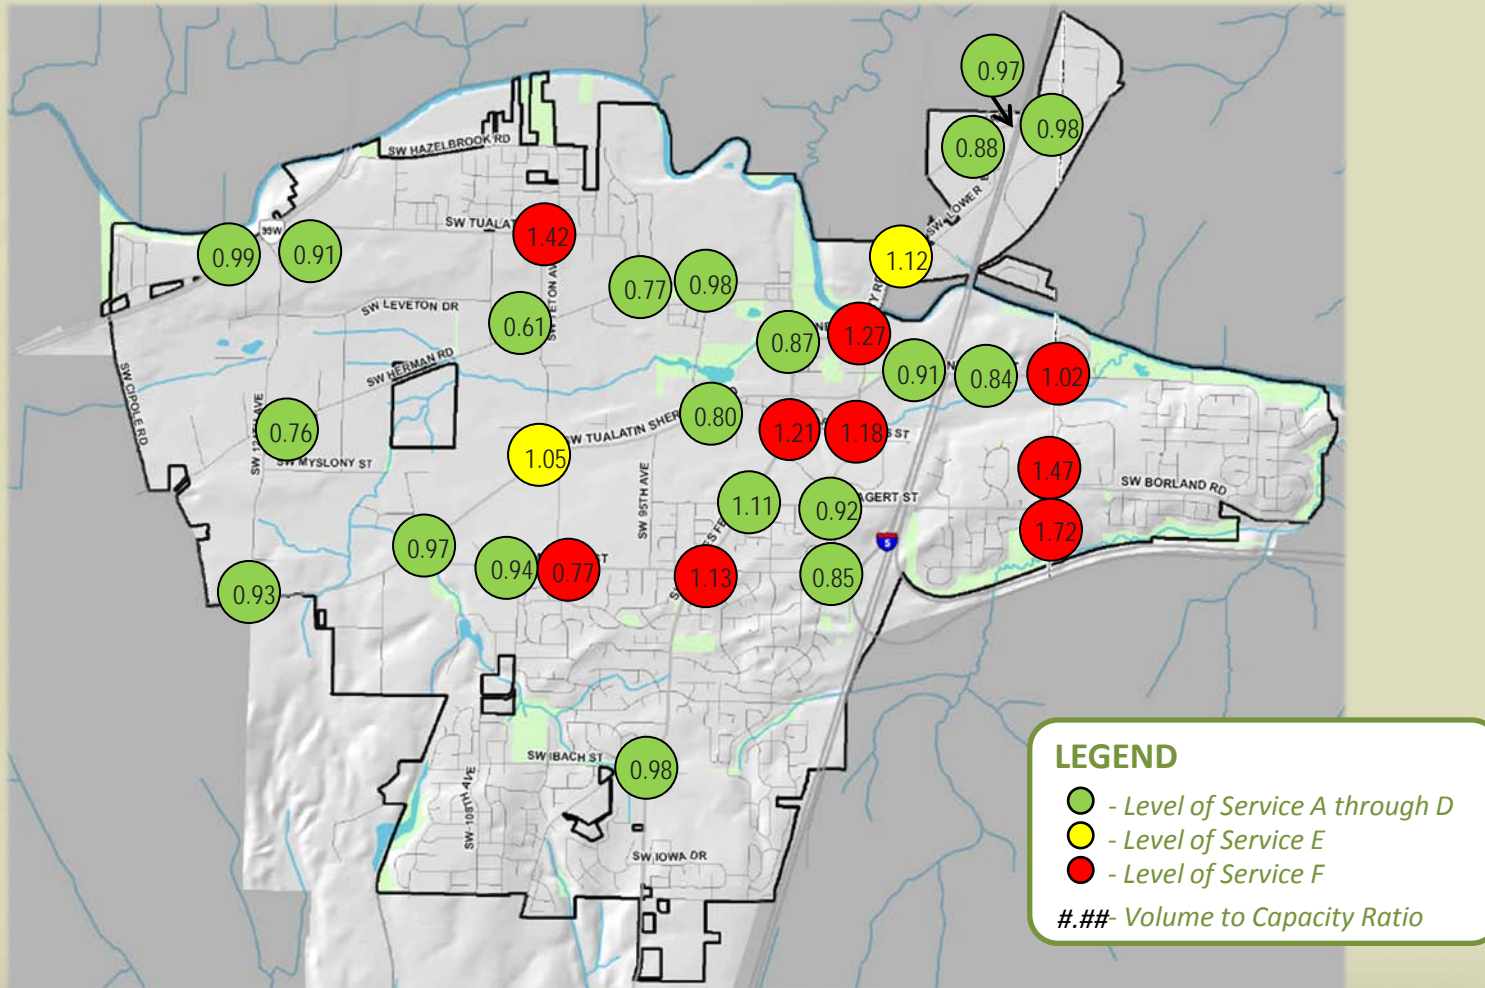 0.97
0.98
0.88
SW HAZELBROOK RD
SW LOWER
SW TUALAT
1.42
99W
0.99
0.91
1.12
0.77
0.98
SW LEVETON DR
0.61
1.27
0.87
SW HERMAN RD
0.91
0.84
1.02
SW CIPOLE RD
0.80
0.76
SW TUALATIN SHER
1.21
1.18
ST
1.05
SW MYSLONY ST
SW 95TH AVE
1.47
SW BORLAND RD
1.11
0.92
AGERT ST
1.72
5
0.97
0.94
0.77
ST
1.13
0.85
0.93
SW IBACH ST
0.98
SW 108TH AVE
SW IOWA DR
LEGEND
- Level of Service A through D
- Level of Service E
- Level of Service F
#.##- Volume to Capacity Ratio